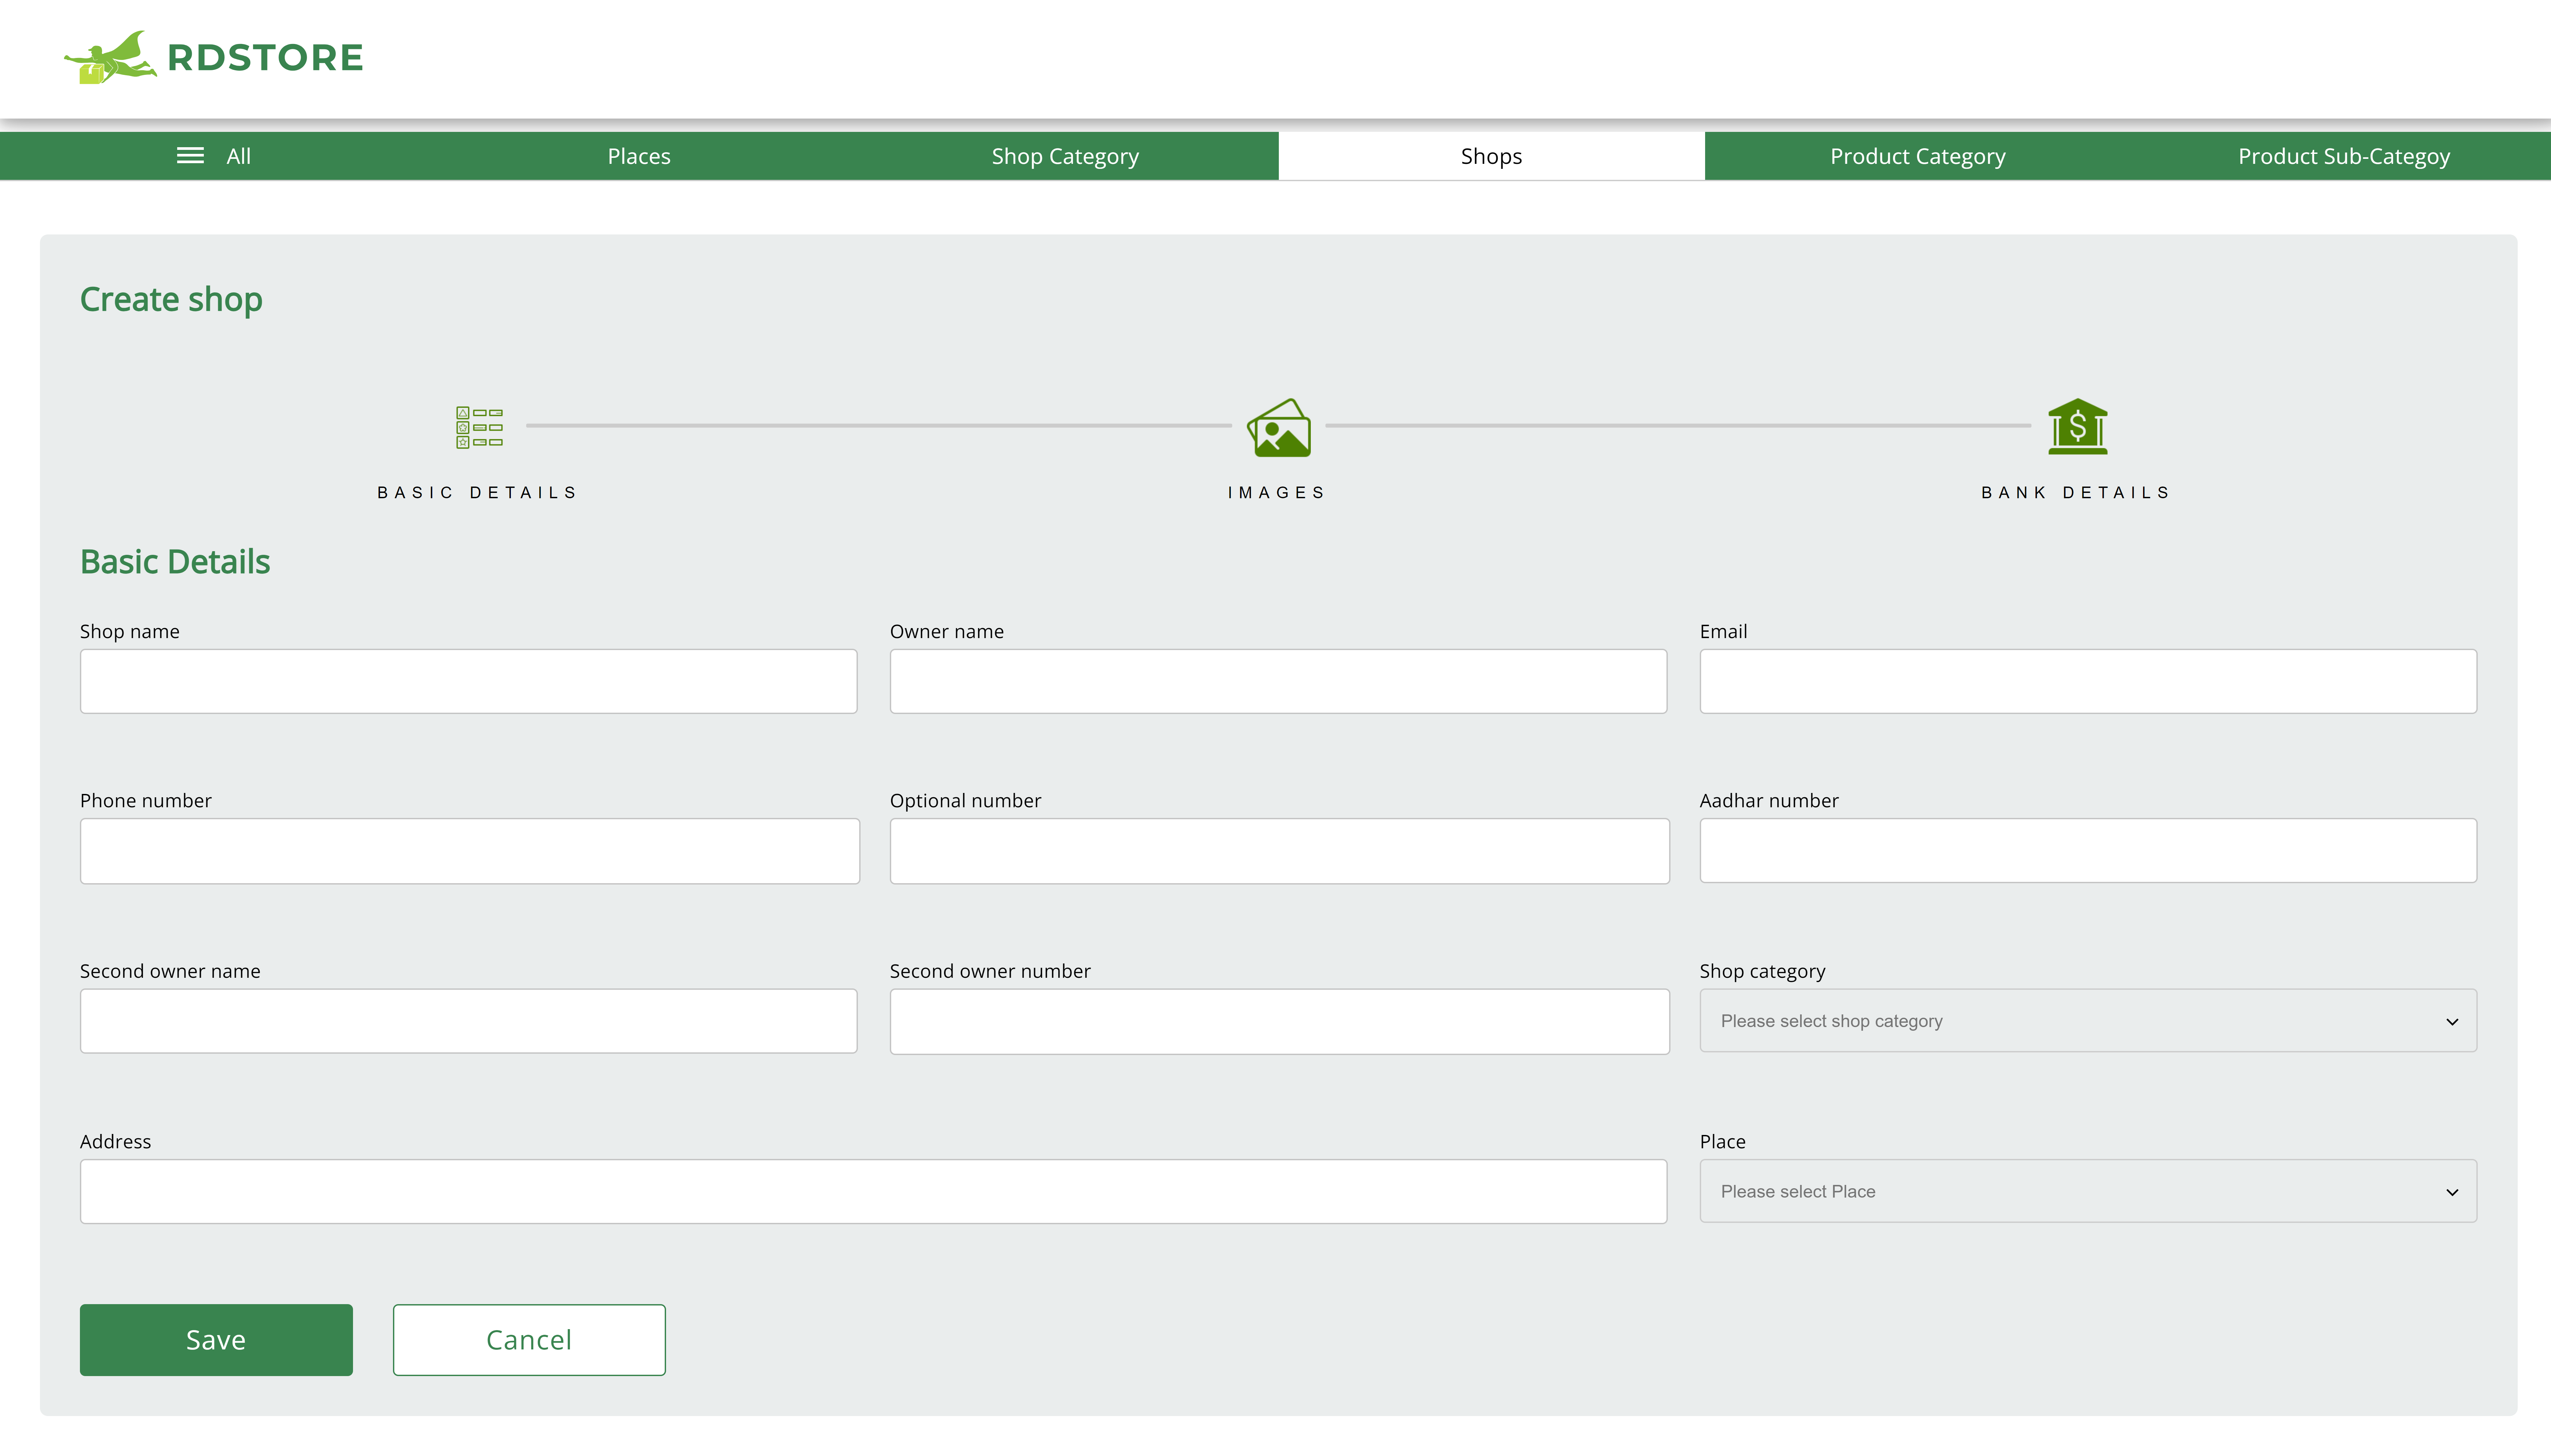 RDSTORE
All Places Shop Category Shops Product Category Product Sub-Categoy
Create shop
BASIC DETAILS IMAGES BANK DETAILS
Basic Details
Shop name Owner name Email
Phone number Optional number Aadhar number
Second owner name Second owner number Shop category
Please select shop category
Address Place
Please select Place
Save Cancel